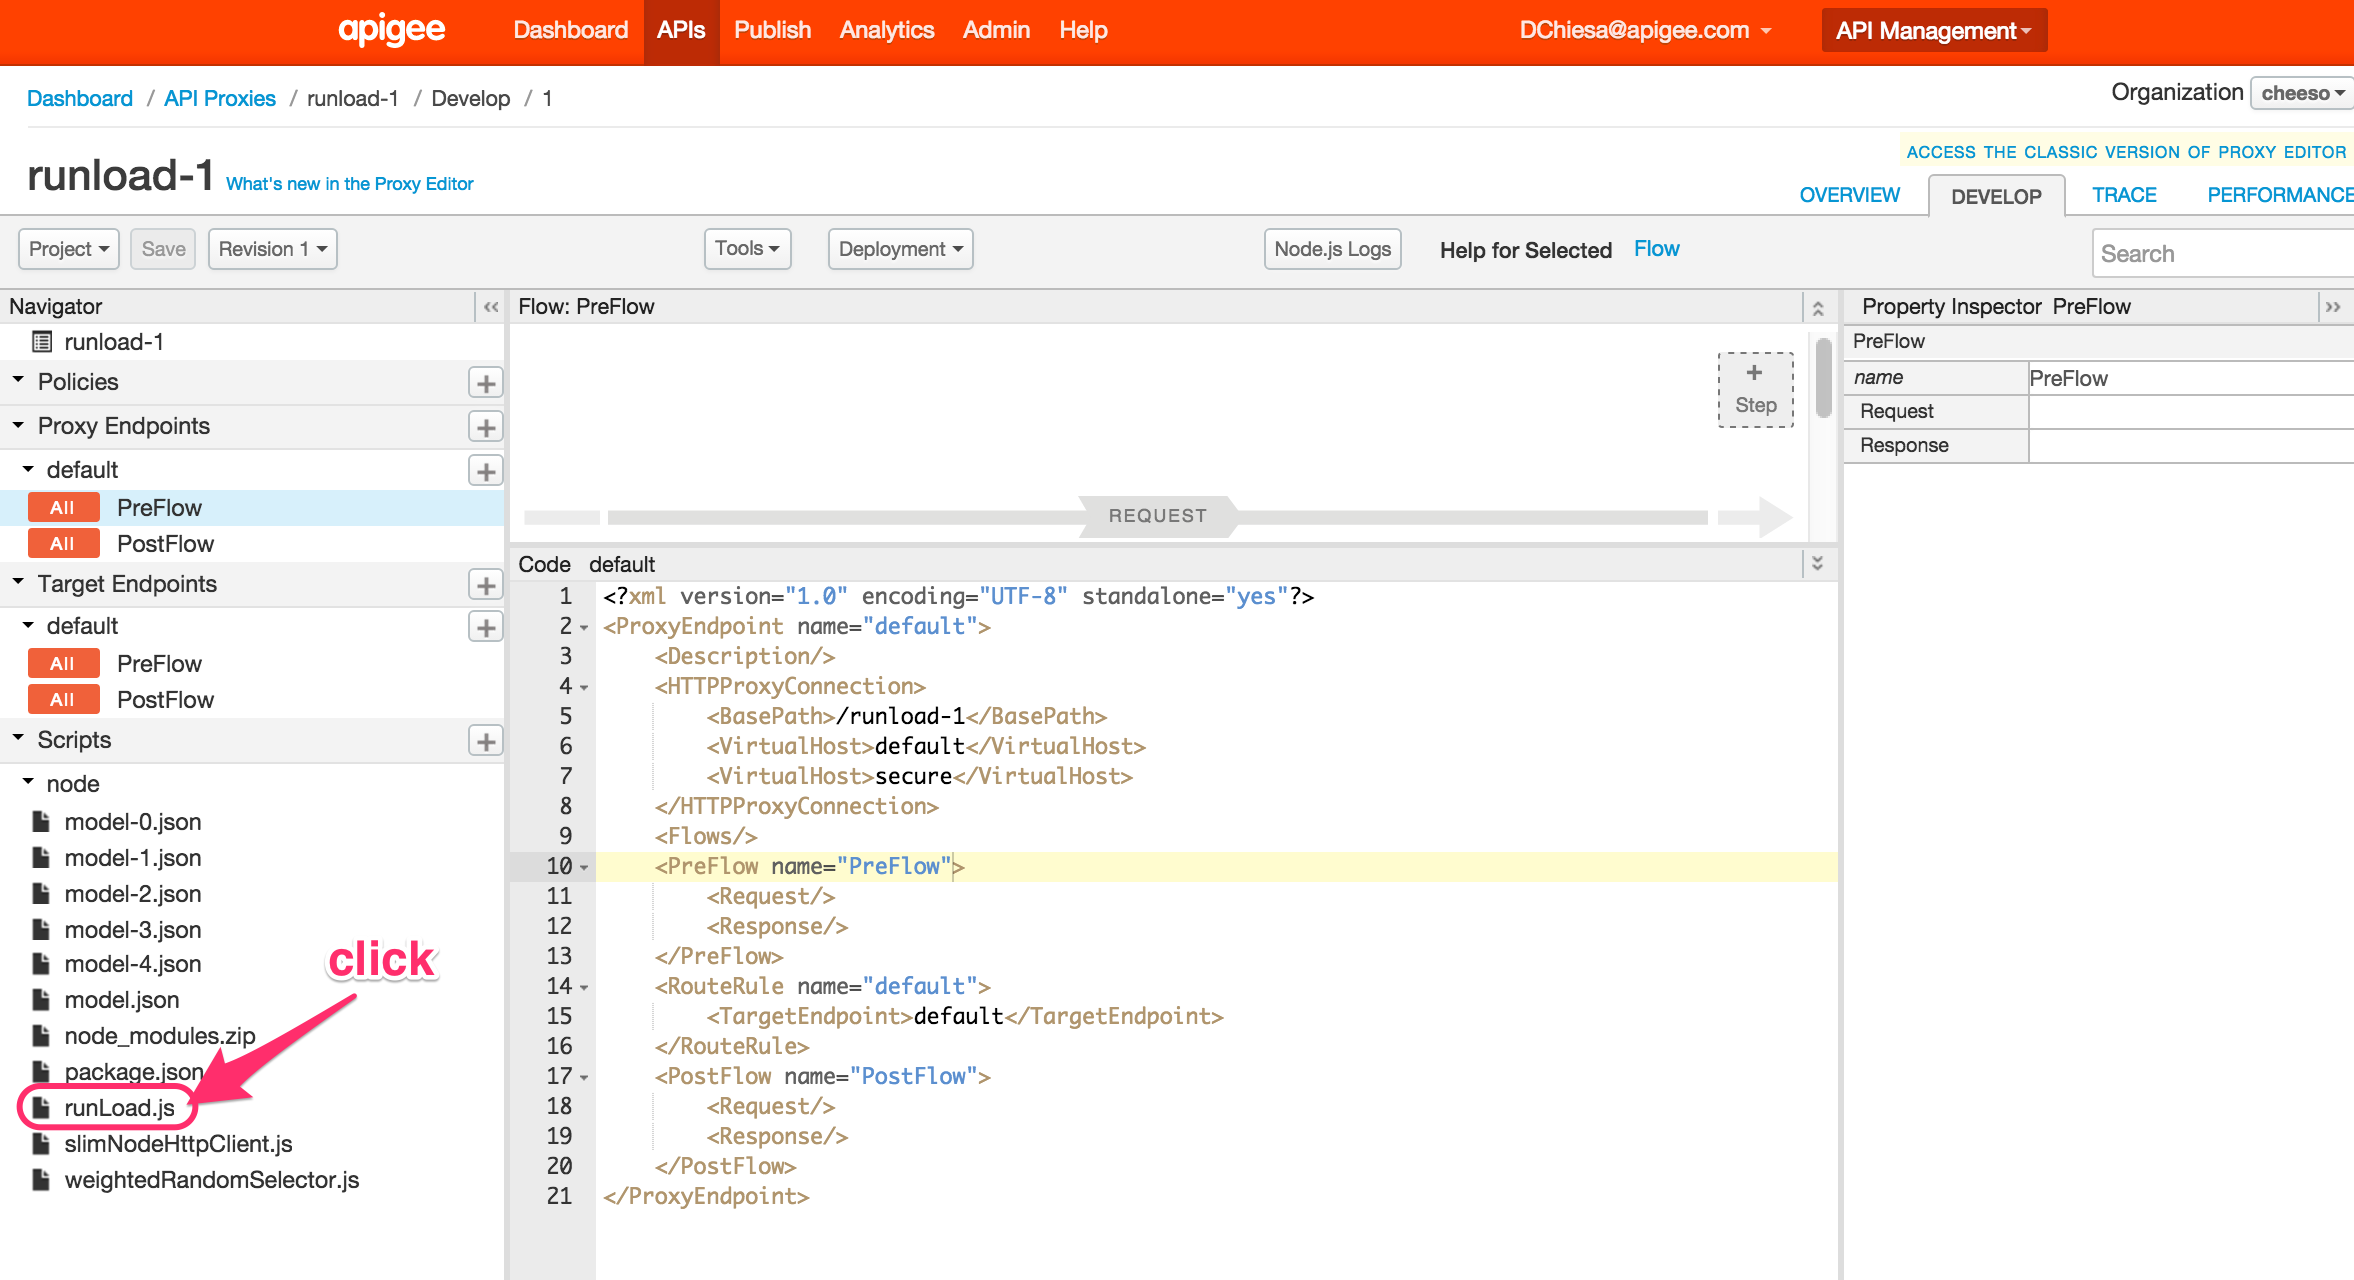 apigee Dashboard APIs Publish Analytics Admin Help DChiesa@apigee.com API Management
Dashboard / API Proxies / runload-1 / Develop / 1 Organization cheeso
ACCESS THE CLASSIC VERSION OF PROXY EDITOR
runload-1 What's new in the Proxy Editor
OVERVIEW DEVELOP TRACE PERFORMANCE
Project Save Revision 1 Tools Deployment Node.js Logs Help for Selected Flow Search
Navigator
runload-1
Policies
Proxy Endpoints
default
All PreFlow
All PostFlow
Target Endpoints
default
All PreFlow
All PostFlow
Scripts
node
model-0.json
model-1.json
model-2.json
model-3.json
model-4.json
model.json
node_modules.zip
package.json
runLoad.js
slimNodeHttpClient.js
weightedRandomSelector.js
click
Flow: PreFlow
+
Step
REQUEST
Code default
1 <?xml version="1.0" encoding="UTF-8" standalone="yes"?>
2 <ProxyEndpoint name="default">
3 <Description/>
4 <HTTPProxyConnection>
5 <BasePath>/runload-1</BasePath>
6 <VirtualHost>default</VirtualHost>
7 <VirtualHost>secure</VirtualHost>
8 </HTTPProxyConnection>
9 <Flows/>
10 <PreFlow name="PreFlow">
11 <Request/>
12 <Response/>
13 </PreFlow>
14 <RouteRule name="default">
15 <TargetEndpoint>default</TargetEndpoint>
16 </RouteRule>
17 <PostFlow name="PostFlow">
18 <Request/>
19 <Response/>
20 </PostFlow>
21 </ProxyEndpoint>
Property Inspector PreFlow
PreFlow
name PreFlow
Request
Response